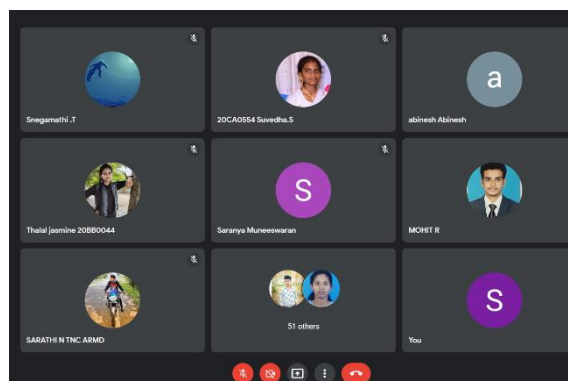 Snegamathi .T
20CA0554 Suvedha.S
a
abinesh Abinesh
Thalal jasmine 20BB0044
S
Saranya Muneeswaran
MOHIT R
SARATHI N TNC ARMD
51 others
S
You